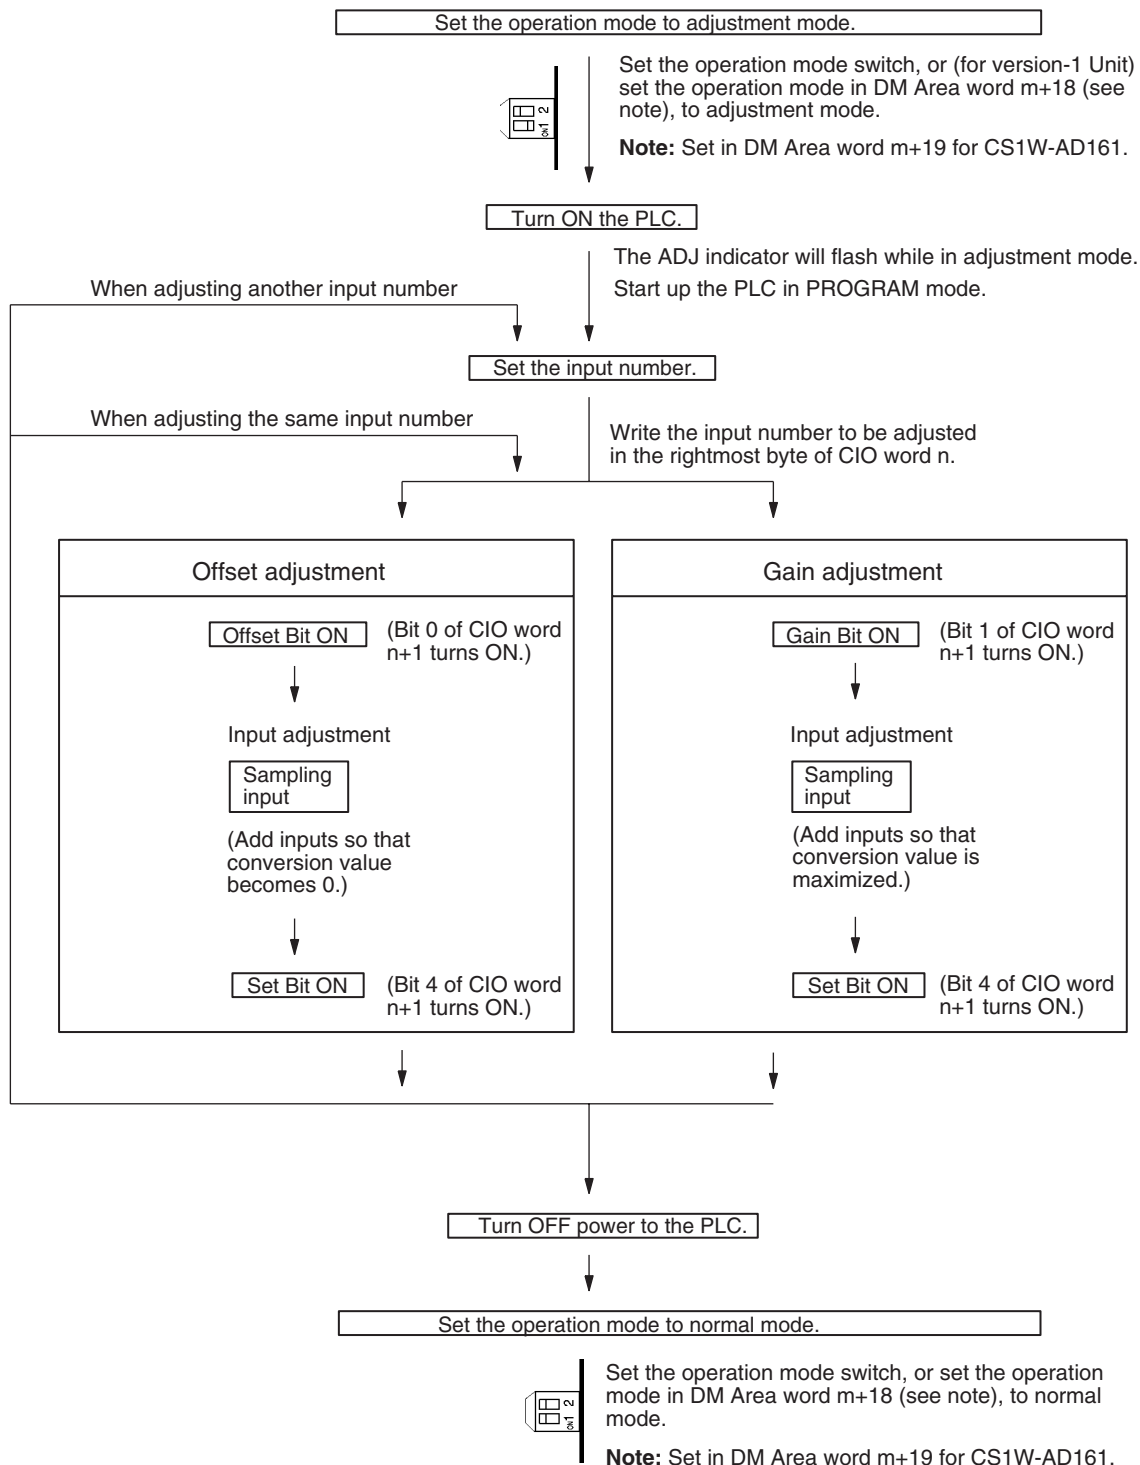 Set the operation mode to adjustment mode.
Set the operation mode switch, or (for version-1 Unit)
set the operation mode in DM Area word m+18 (see
note), to adjustment mode.
Note: Set in DM Area word m+19 for CS1W-AD161.
ON 1 2
Turn ON the PLC.
The ADJ indicator will flash while in adjustment mode.
Start up the PLC in PROGRAM mode.
When adjusting another input number
Set the input number.
When adjusting the same input number
Write the input number to be adjusted
in the rightmost byte of CIO word n.
Offset adjustment
Offset Bit ON
(Bit 0 of CIO word
n+1 turns ON.)
Input adjustment
Sampling
input
(Add inputs so that
conversion value
becomes 0.)
Set Bit ON
(Bit 4 of CIO word
n+1 turns ON.)
Gain adjustment
Gain Bit ON
(Bit 1 of CIO word
n+1 turns ON.)
Input adjustment
Sampling
input
(Add inputs so that
conversion value is
maximized.)
Set Bit ON
(Bit 4 of CIO word
n+1 turns ON.)
Turn OFF power to the PLC.
Set the operation mode to normal mode.
ON 1 2
Set the operation mode switch, or set the operation
mode in DM Area word m+18 (see note), to normal
mode.
Note: Set in DM Area word m+19 for CS1W-AD161.